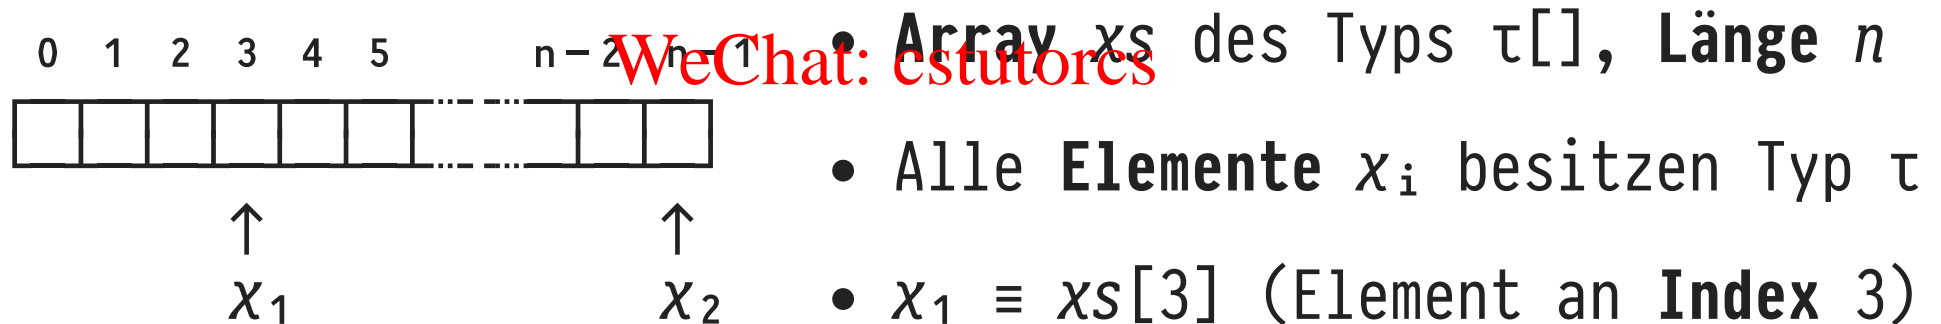 0 1 2 3 4 5 n-2 n-1
WeChat: cstutorcs
• Array xs des Typs τ[], Länge n
• Alle Elemente xᵢ besitzen Typ τ
x₁ x₂
• x₁ ≡ xs[3] (Element an Index 3)